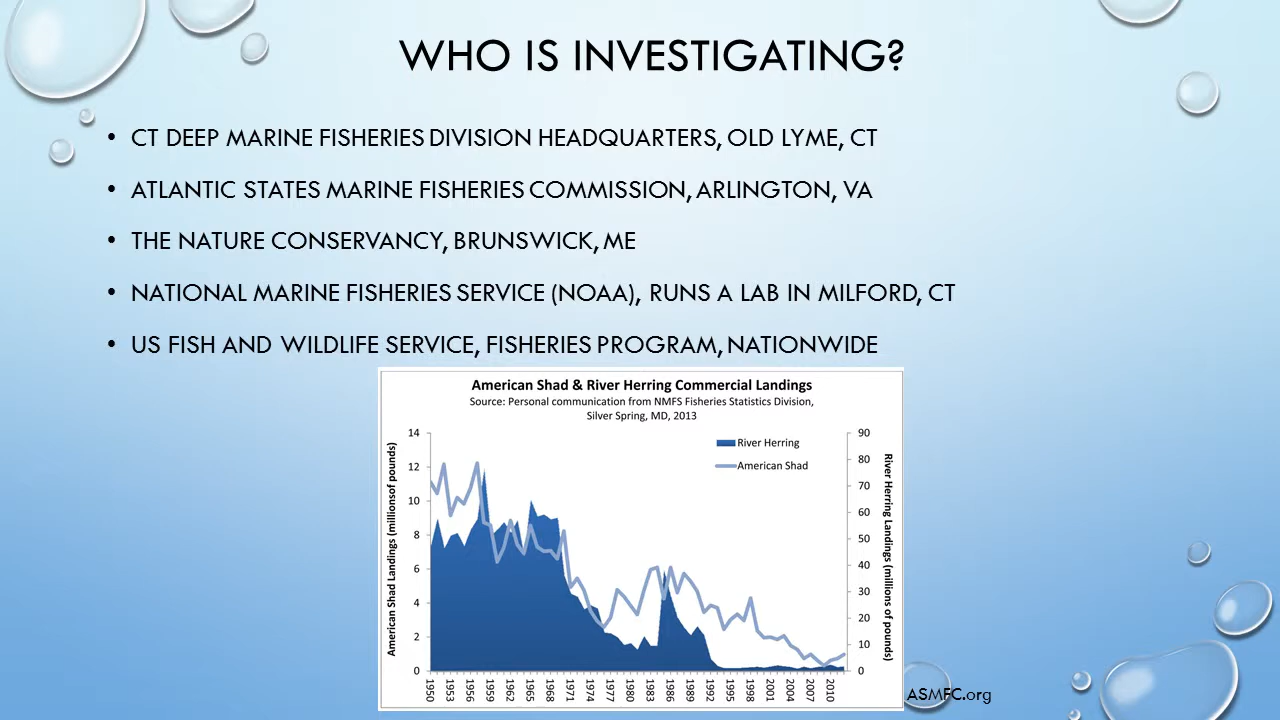 WHO IS INVESTIGATING?
• CT DEEP MARINE FISHERIES DIVISION HEADQUARTERS, OLD LYME, CT
• ATLANTIC STATES MARINE FISHERIES COMMISSION, ARLINGTON, VA
• THE NATURE CONSERVANCY, BRUNSWICK, ME
• NATIONAL MARINE FISHERIES SERVICE (NOAA), RUNS A LAB IN MILFORD, CT
• US FISH AND WILDLIFE SERVICE, FISHERIES PROGRAM, NATIONWIDE
American Shad & River Herring Commercial Landings
Source: Personal communication from NMFS Fisheries Statistics Division,
Silver Spring, MD, 2013
River Herring
American Shad
American Shad Landings (millionsof pounds)
14
12
10
8
6
4
2
0
90
80
70
60
50
40
30
20
10
0
River Herring Landings (millions of pounds)
1950
1953
1956
1959
1962
1965
1968
1971
1974
1977
1980
1983
1986
1989
1992
1995
1998
2001
2004
2007
2010
ASMFC.org